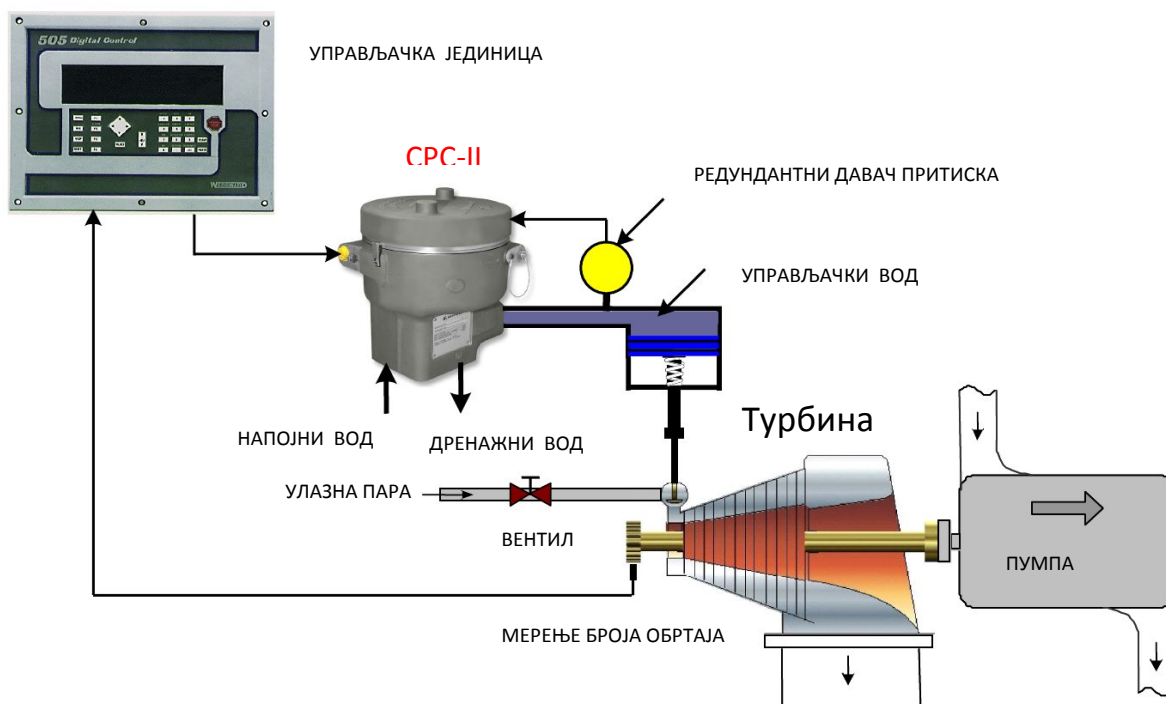 505 Digital Control
УПРАВЉАЧКА ЈЕДИНИЦА
CPC-II
РЕДУНДАНТНИ ДАВАЧ ПРИТИСКА
УПРАВЉАЧКИ ВОД
НАПОЈНИ ВОД
ДРЕНАЖНИ ВОД
Турбина
УЛАЗНА ПАРА
ВЕНТИЛ
ПУМПА
МЕРЕЊЕ БРОЈА ОБРТАЈА